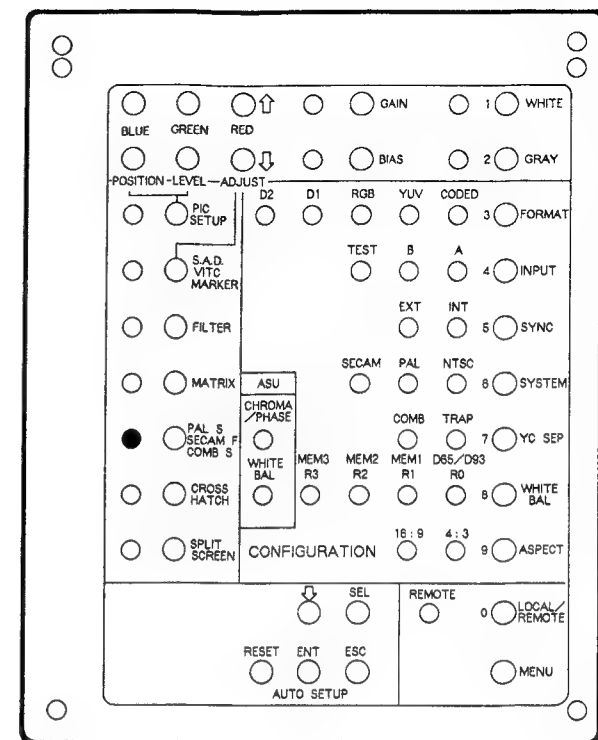 GAIN 1 WHITE
BLUE GREEN RED
BIAS 2 GRAY
POSITION-LEVEL-ADJUST
D2 D1 RGB YUV CODED
PIC SETUP 3 FORMAT
TEST B A
S.A.D. VITC MARKER 4 INPUT
EXT INT
FILTER 5 SYNC
SECAM PAL NTSC
MATRIX ASU 6 SYSTEM
CHROMA /PHASE
COMB TRAP
PAL S SECAM F COMB S 7 YC SEP
WHITE BAL MEM3 R3 MEM2 R2 MEM1 R1 D65/D93 R0
CROSS HATCH 8 WHITE BAL
16:9 4:3
SPLIT SCREEN CONFIGURATION 9 ASPECT
SEL REMOTE
0 LOCAL/ REMOTE
RESET ENT ESC
MENU
AUTO SETUP